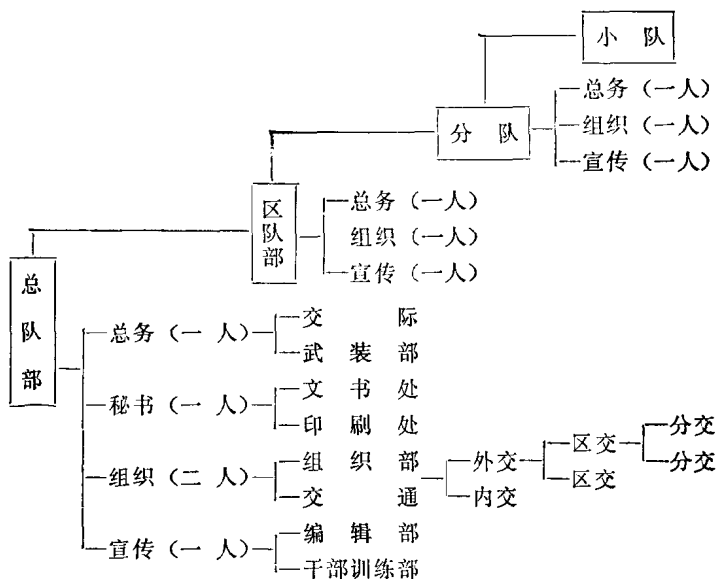 小队
总务（一人）
分队
组织（一人）
宣传（一人）
区队部
总务（一人）
组织（一人）
宣传（一人）
总队部
总务（一人）
交际
武装部
秘书（一人）
文书处
印刷处
组织（二人）
组织部
交通
外交
内交
区交
区交
分交
分交
宣传（一人）
编辑部
干部训练部